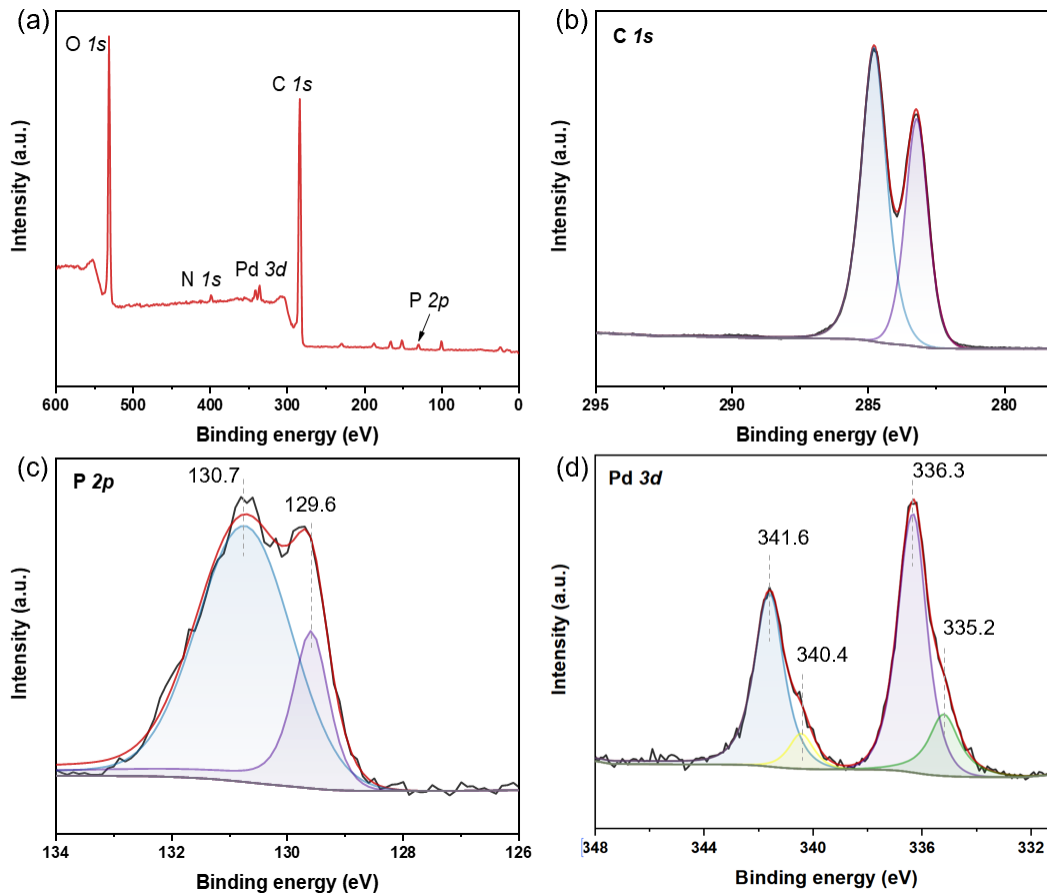 (a)
O 1s
C 1s
N 1s
Pd 3d
P 2p
Intensity (a.u.)
600 500 400 300 200 100 0
Binding energy (eV)
(b)
C 1s
Intensity (a.u.)
295 290 285 280
Binding energy (eV)
(c)
P 2p
130.7
129.6
Intensity (a.u.)
134 132 130 128 126
Binding energy (eV)
(d)
Pd 3d
336.3
341.6
340.4
335.2
Intensity (a.u.)
348 344 340 336 332
Binding energy (eV)